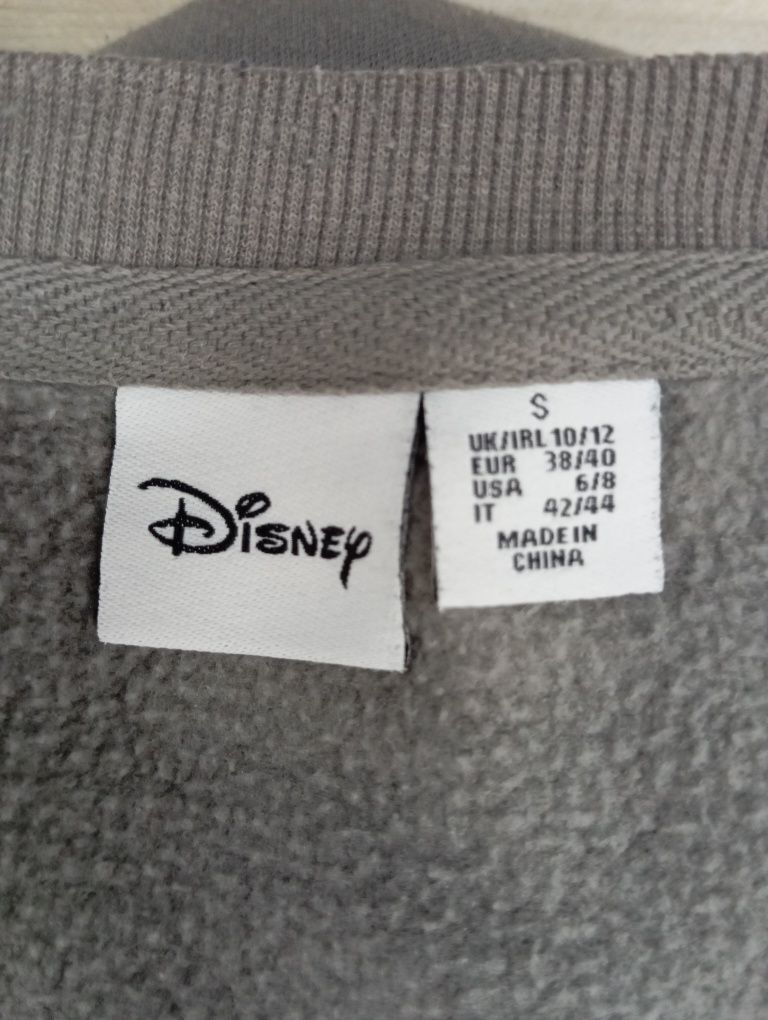 Disney
S
UK/IRL 10/12
EUR 38/40
USA 6/8
IT 42/44
MADE IN
CHINA